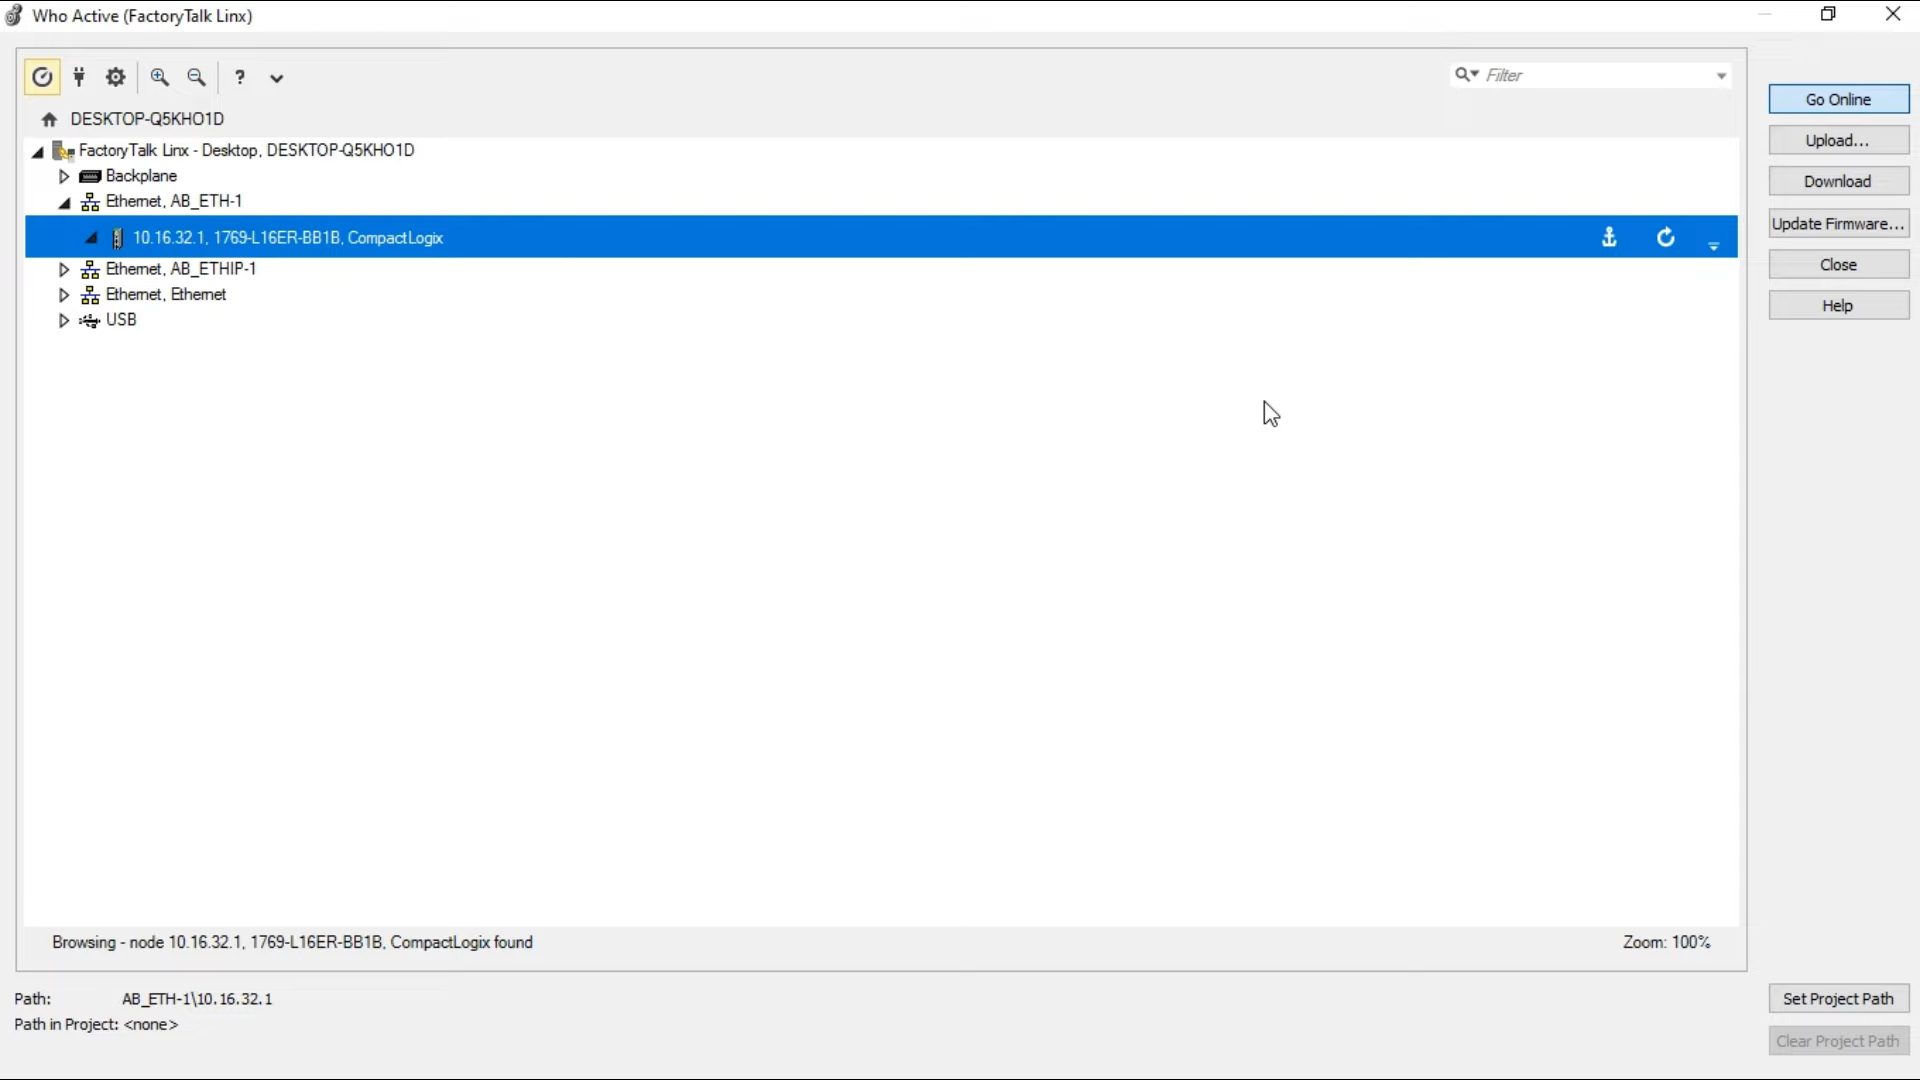 Who Active (FactoryTalk Linx)
?
Filter
DESKTOP-Q5KHO1D
FactoryTalk Linx - Desktop, DESKTOP-Q5KHO1D
Backplane
Ethernet, AB_ETH-1
10.16.32.1, 1769-L16ER-BB1B, CompactLogix
Ethernet, AB_ETHIP-1
Ethernet, Ethernet
USB
Browsing - node 10.16.32.1, 1769-L16ER-BB1B, CompactLogix found
Zoom: 100%
Go Online
Upload...
Download
Update Firmware...
Close
Help
Path: AB_ETH-1\10.16.32.1
Path in Project: <none>
Set Project Path
Clear Project Path